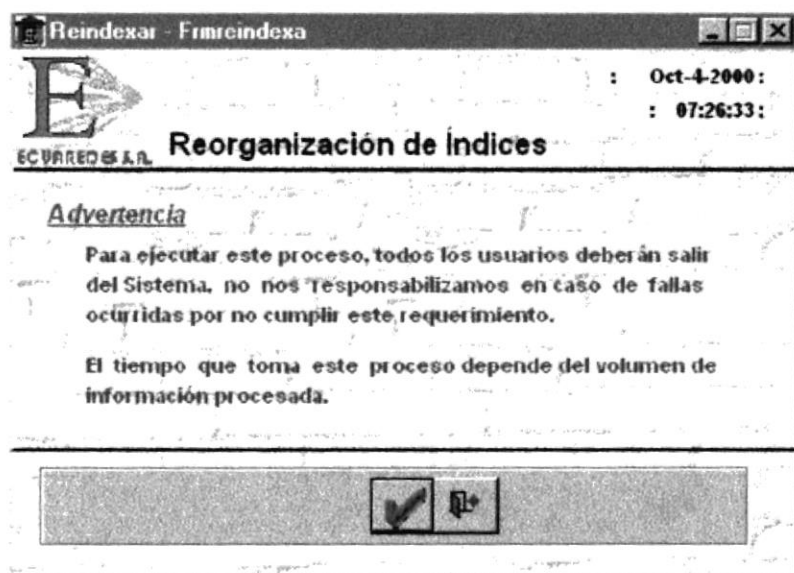 Reindexar - Frmreindexa
: Oct-4-2000 :
: 07:26:33 :
E
ECUAREDES S.A.
Reorganización de Índices
Advertencia
Para ejecutar este proceso, todos los usuarios deberán salir
del Sistema, no nos responsabilizamos en caso de fallas
ocurridas por no cumplir este requerimiento.
El tiempo que toma este proceso depende del volumen de
información procesada.